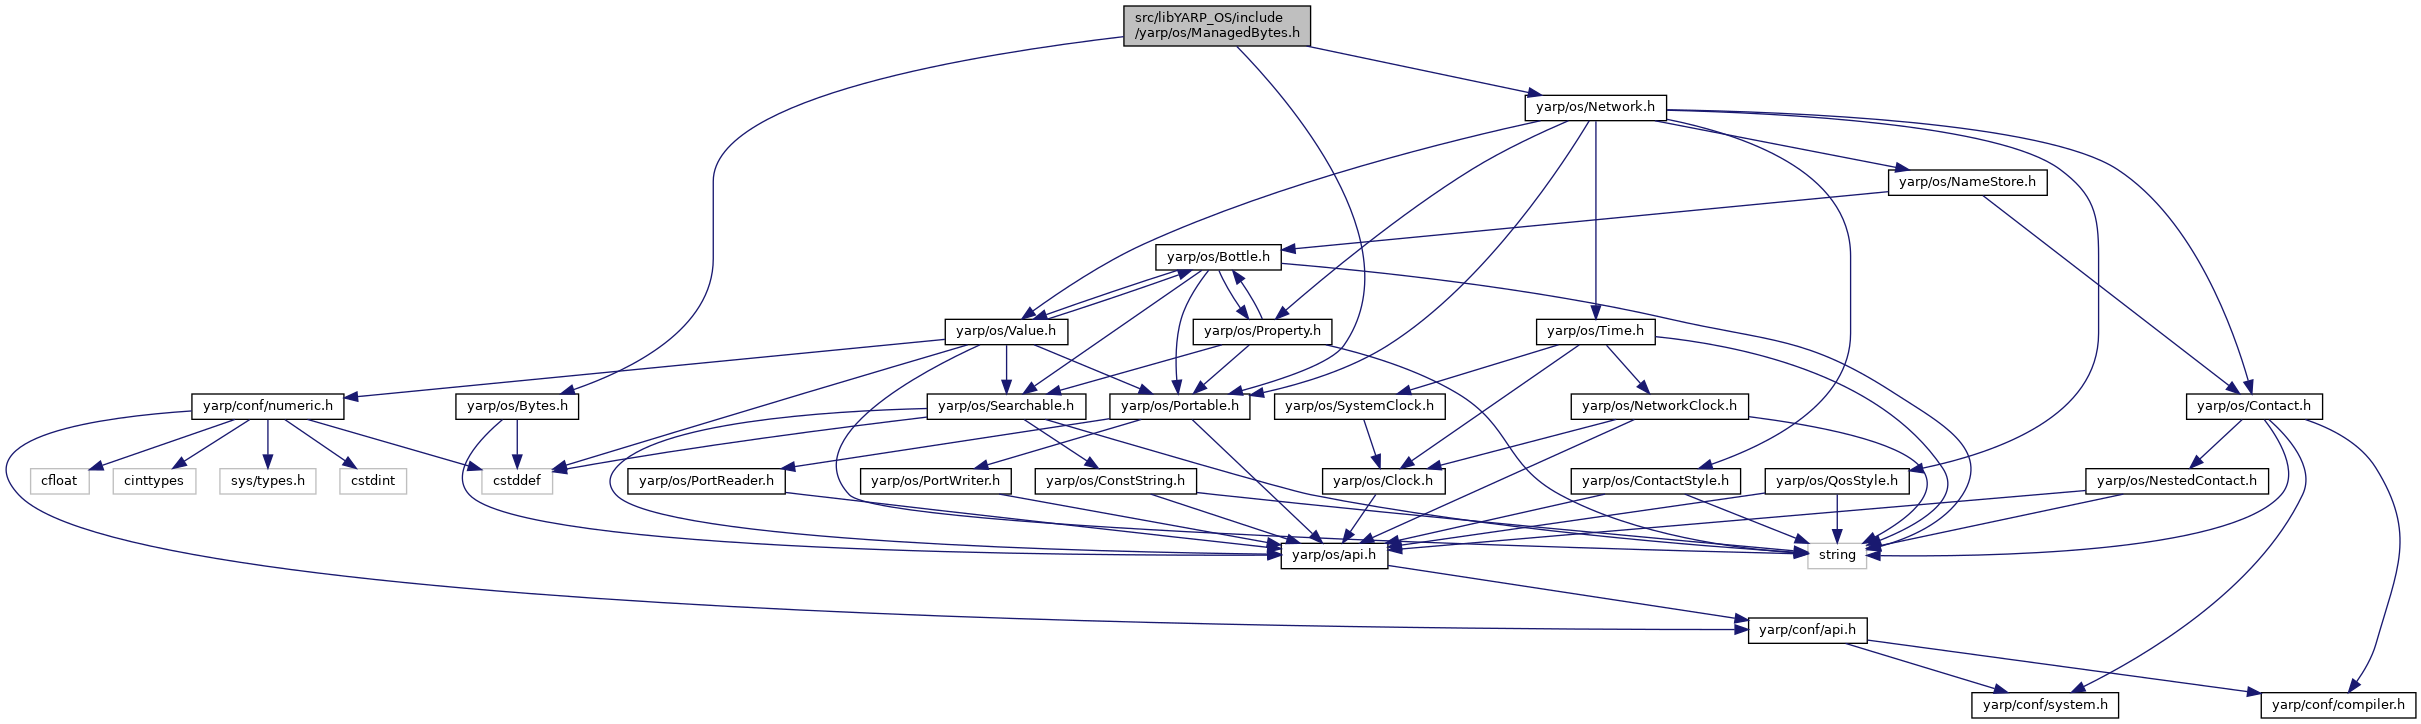 src/libYARP_OS/include
/yarp/os/ManagedBytes.h
yarp/os/Network.h
yarp/os/NameStore.h
yarp/os/Bottle.h
yarp/os/Value.h
yarp/os/Property.h
yarp/os/Time.h
yarp/conf/numeric.h
yarp/os/Bytes.h
yarp/os/Searchable.h
yarp/os/Portable.h
yarp/os/SystemClock.h
yarp/os/NetworkClock.h
yarp/os/Contact.h
cfloat
cinttypes
sys/types.h
cstdint
cstddef
yarp/os/PortReader.h
yarp/os/PortWriter.h
yarp/os/ConstString.h
yarp/os/Clock.h
yarp/os/ContactStyle.h
yarp/os/QosStyle.h
yarp/os/NestedContact.h
yarp/os/api.h
string
yarp/conf/api.h
yarp/conf/system.h
yarp/conf/compiler.h